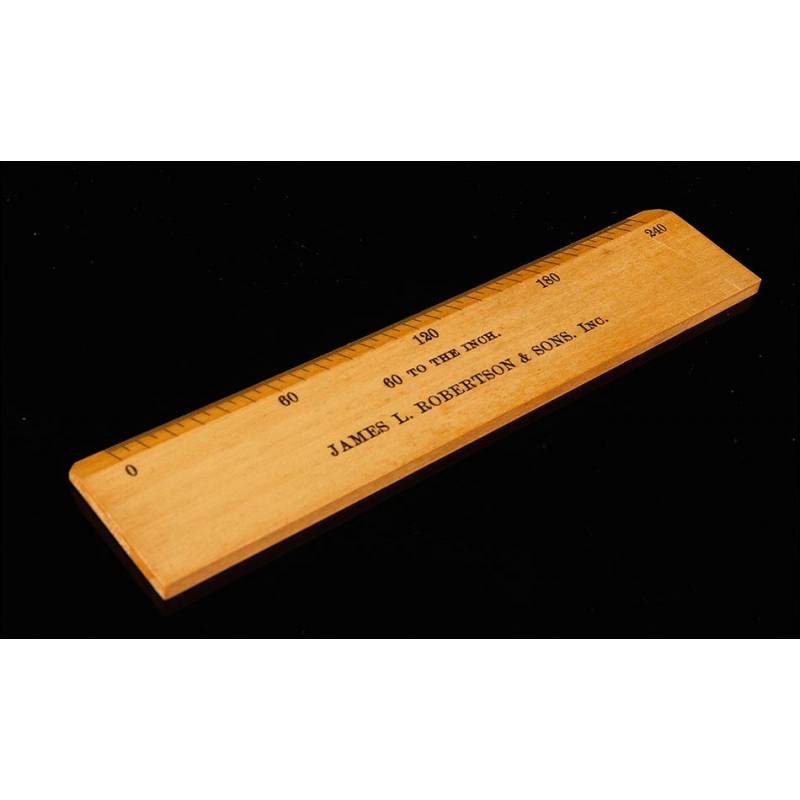 0 60 120 180 240
60 TO THE INCH.
JAMES L. ROBERTSON & SONS. INC.